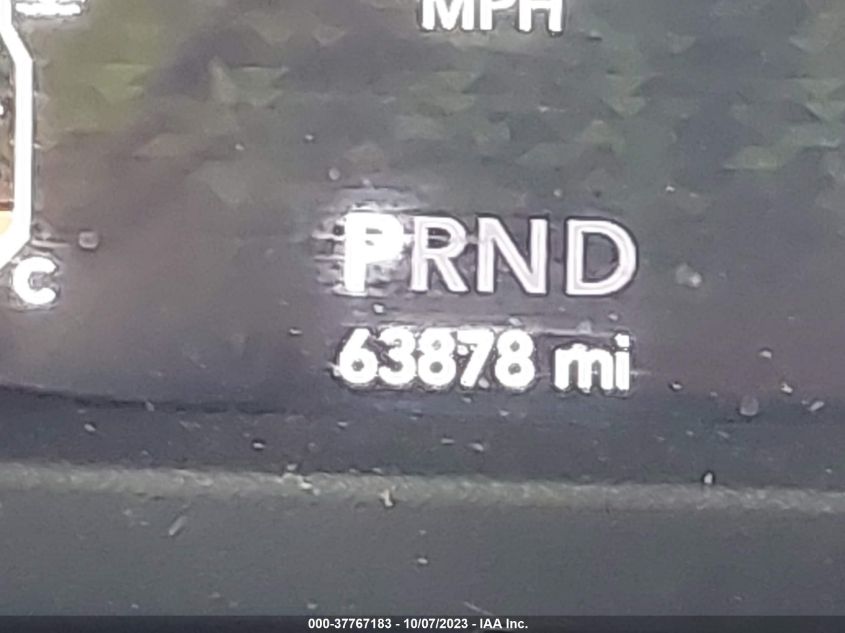 MPH
PRND
C
63878 mi
000-37767183 - 10/07/2023 - IAA Inc.